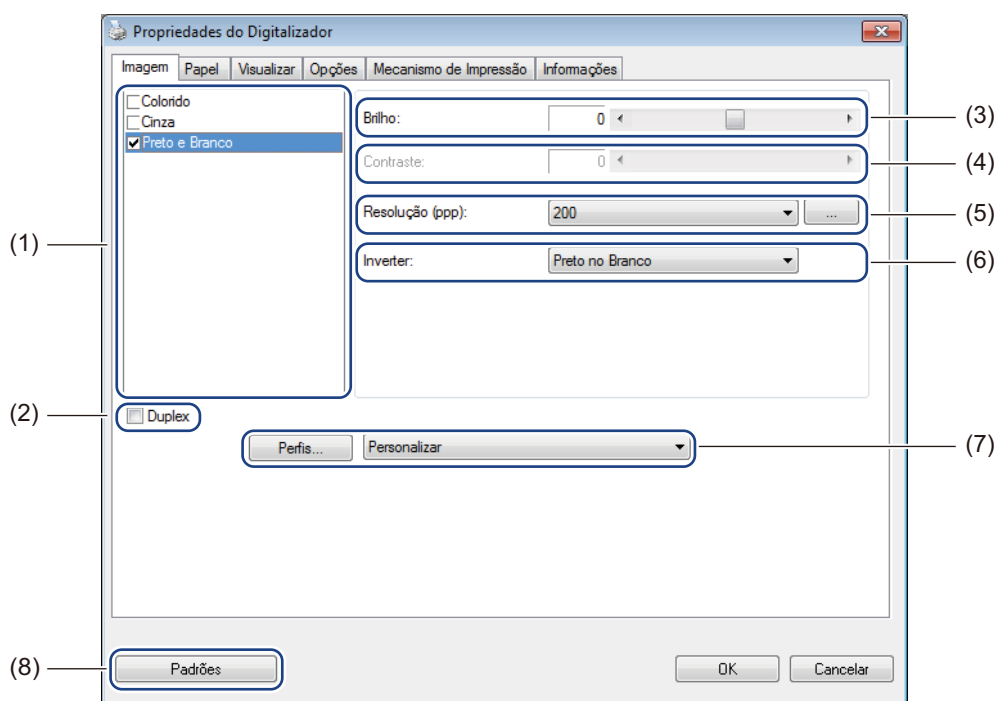 Propriedades do Digitalizador
Imagem Papel Visualizar Opções Mecanismo de Impressão Informações
Colorido
Cinza
Preto e Branco
Brilho: 0
(3)
Contraste: 0
(4)
Resolução (ppp): 200 ...
(5)
(1)
Inverter: Preto no Branco
(6)
(2)
Duplex
Perfis... Personalizar
(7)
(8)
Padrões OK Cancelar